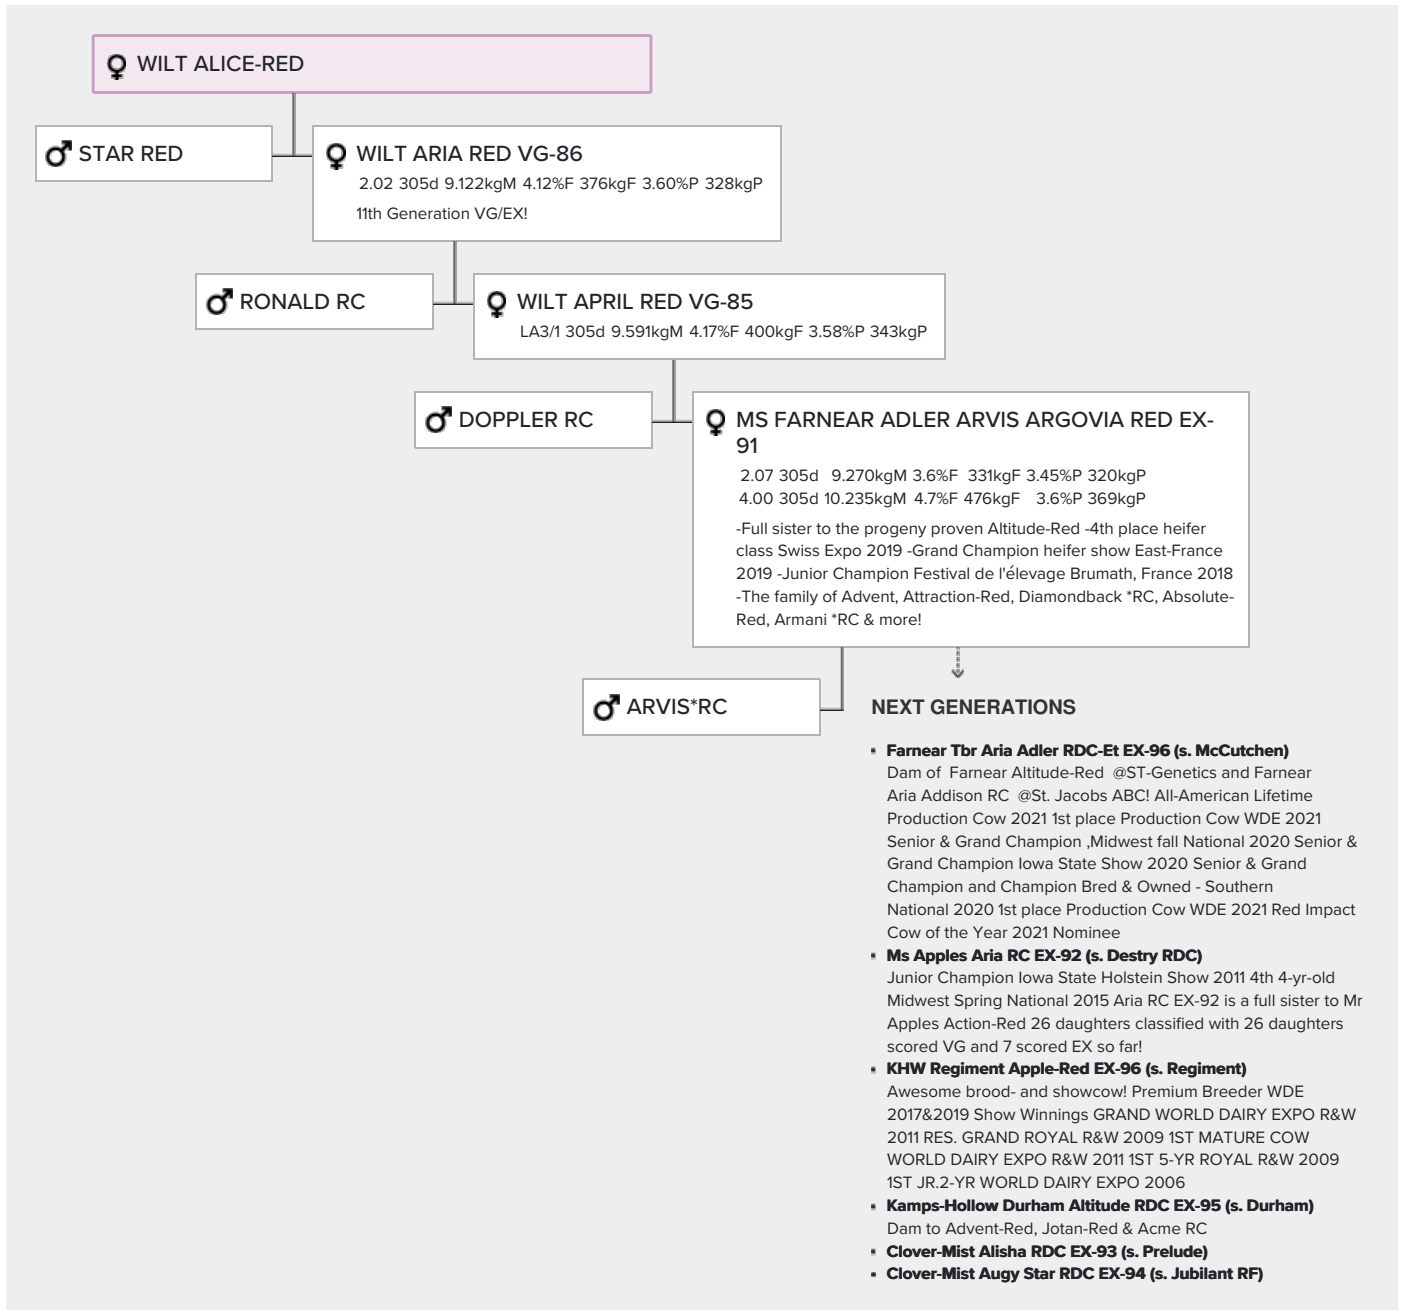 WILT ALICE-RED
STAR RED
WILT ARIA RED VG-86
2.02 305d 9.122kgM 4.12%F 376kgF 3.60%P 328kgP
11th Generation VG/EX!
RONALD RC
WILT APRIL RED VG-85
LA3/1 305d 9.591kgM 4.17%F 400kgF 3.58%P 343kgP
DOPPLER RC
MS FARNEAR ADLER ARVIS ARGOVIA RED EX-
91
2.07 305d 9.270kgM 3.6%F 331kgF 3.45%P 320kgP
4.00 305d 10.235kgM 4.7%F 476kgF 3.6%P 369kgP
-Full sister to the progeny proven Altitude-Red -4th place heifer
class Swiss Expo 2019 -Grand Champion heifer show East-France
2019 -Junior Champion Festival de l'élevage Brumath, France 2018
-The family of Advent, Attraction-Red, Diamondback *RC, Absolute-
Red, Armani *RC & more!
ARVIS*RC
NEXT GENERATIONS
▪ Farnear Tbr Aria Adler RDC-Et EX-96 (s. McCutchen)
Dam of Farnear Altitude-Red @ST-Genetics and Farnear
Aria Addison RC @St. Jacobs ABC! All-American Lifetime
Production Cow 2021 1st place Production Cow WDE 2021
Senior & Grand Champion ,Midwest fall National 2020 Senior &
Grand Champion Iowa State Show 2020 Senior & Grand
Champion and Champion Bred & Owned - Southern
National 2020 1st place Production Cow WDE 2021 Red Impact
Cow of the Year 2021 Nominee
▪ Ms Apples Aria RC EX-92 (s. Destry RDC)
Junior Champion Iowa State Holstein Show 2011 4th 4-yr-old
Midwest Spring National 2015 Aria RC EX-92 is a full sister to Mr
Apples Action-Red 26 daughters classified with 26 daughters
scored VG and 7 scored EX so far!
▪ KHW Regiment Apple-Red EX-96 (s. Regiment)
Awesome brood- and showcow! Premium Breeder WDE
2017&2019 Show Winnings GRAND WORLD DAIRY EXPO R&W
2011 RES. GRAND ROYAL R&W 2009 1ST MATURE COW
WORLD DAIRY EXPO R&W 2011 1ST 5-YR ROYAL R&W 2009
1ST JR.2-YR WORLD DAIRY EXPO 2006
▪ Kamps-Hollow Durham Altitude RDC EX-95 (s. Durham)
Dam to Advent-Red, Jotan-Red & Acme RC
▪ Clover-Mist Alisha RDC EX-93 (s. Prelude)
▪ Clover-Mist Augy Star RDC EX-94 (s. Jubilant RF)